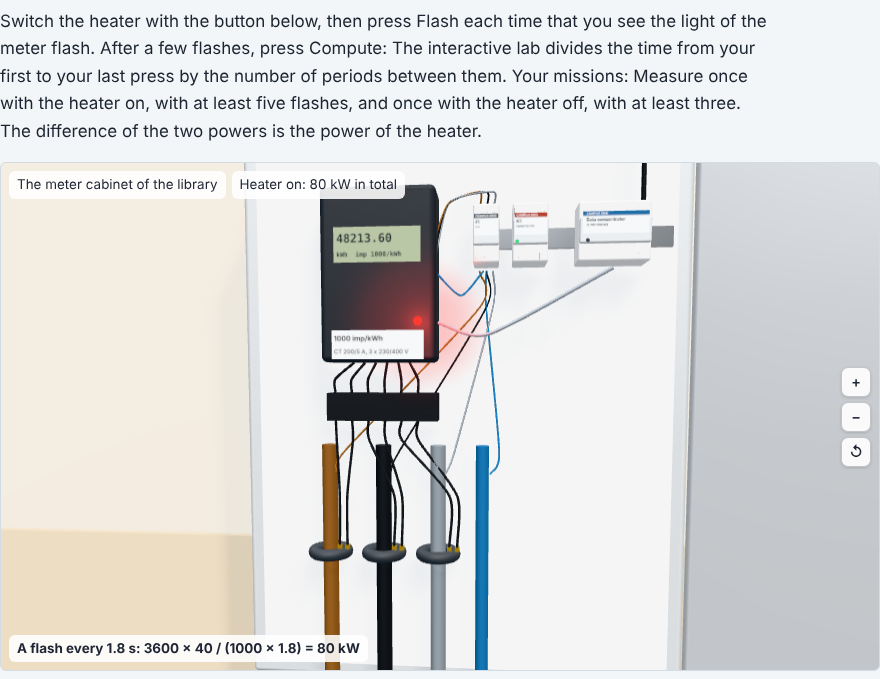 Switch the heater with the button below, then press Flash each time that you see the light of the
meter flash. After a few flashes, press Compute: The interactive lab divides the time from your
first to your last press by the number of periods between them. Your missions: Measure once
with the heater on, with at least five flashes, and once with the heater off, with at least three.
The difference of the two powers is the power of the heater.
The meter cabinet of the library
Heater on: 80 kW in total
48213.60
kWh imp 1000/kWh
1000 imp/kWh
CT 200/5 A, 3 x 230/400 V
+
−
A flash every 1.8 s: 3600 × 40 / (1000 × 1.8) = 80 kW